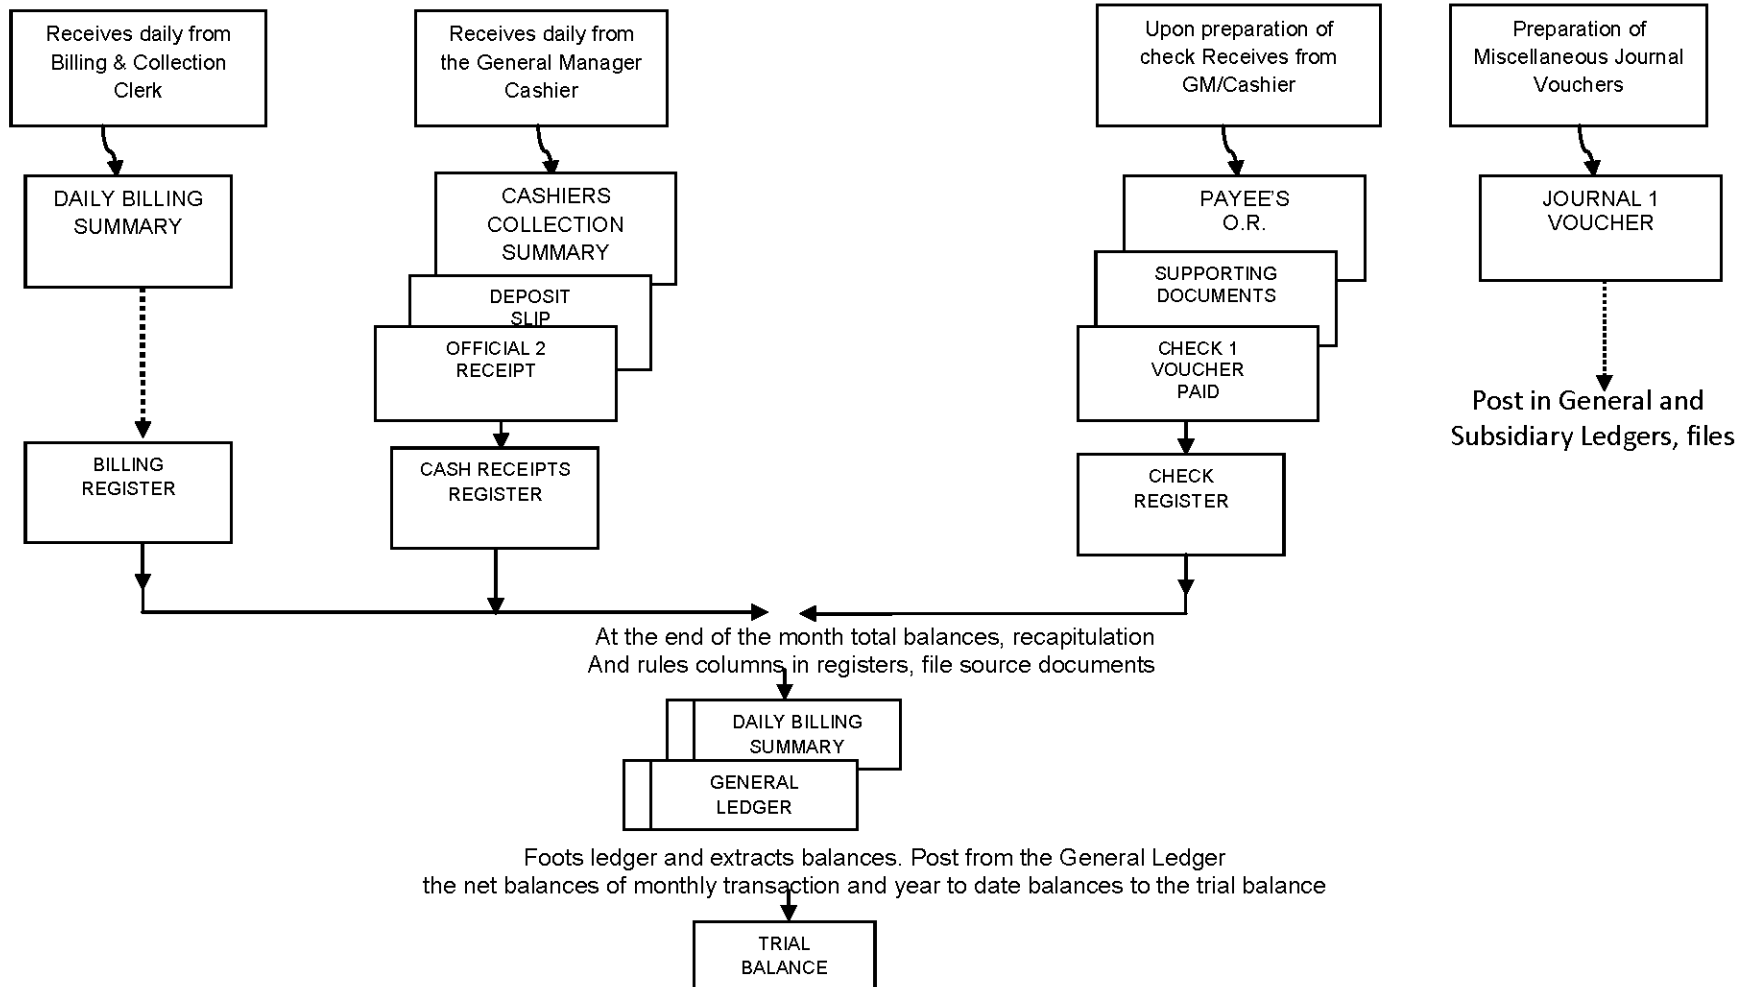 Receives daily from
Billing & Collection
Clerk
Receives daily from
the General Manager
Cashier
Upon preparation of
check Receives from
GM/Cashier
Preparation of
Miscellaneous Journal
Vouchers
DAILY BILLING
SUMMARY
CASHIERS
COLLECTION
SUMMARY
DEPOSIT
SLIP
OFFICIAL 2
RECEIPT
PAYEE'S
O.R.
SUPPORTING
DOCUMENTS
CHECK 1
VOUCHER
PAID
JOURNAL 1
VOUCHER
Post in General and
Subsidiary Ledgers, files
BILLING
REGISTER
CASH RECEIPTS
REGISTER
CHECK
REGISTER
At the end of the month total balances, recapitulation
And rules columns in registers, file source documents
DAILY BILLING
SUMMARY
GENERAL
LEDGER
Foots ledger and extracts balances. Post from the General Ledger
the net balances of monthly transaction and year to date balances to the trial balance
TRIAL
BALANCE